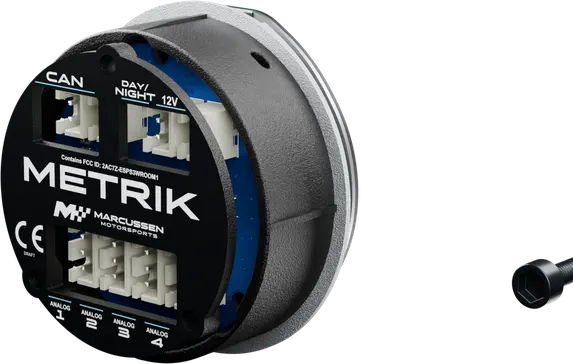 CAN
DAY/
NIGHT 12V
Contains FCC ID: 2AC7Z-ESPS3WROOM1
METRIK
M MARCUSSEN
MOTORSPORTS
CE
DRAFT
ANALOG ANALOG ANALOG ANALOG
1 2 3 4